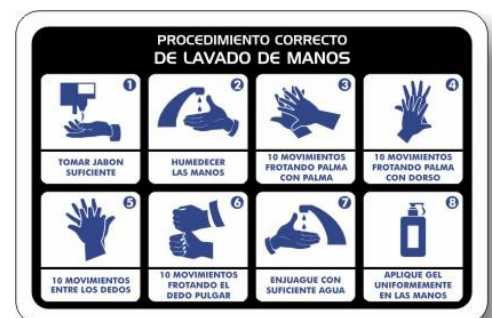 PROCEDIMIENTO CORRECTO
DE LAVADO DE MANOS
1
TOMAR JABON
SUFICIENTE
2
HUMEDECER
LAS MANOS
3
10 MOVIMIENTOS
FROTANDO PALMA
CON PALMA
4
10 MOVIMIENTOS
FROTANDO PALMA
CON DORSO
5
10 MOVIMIENTOS
ENTRE LOS DEDOS
6
10 MOVIMIENTOS
FROTANDO EL
DEDO PULGAR
7
ENJUAGUE CON
SUFICIENTE AGUA
8
APLIQUE GEL
UNIFORMEMENTE
EN LAS MANOS